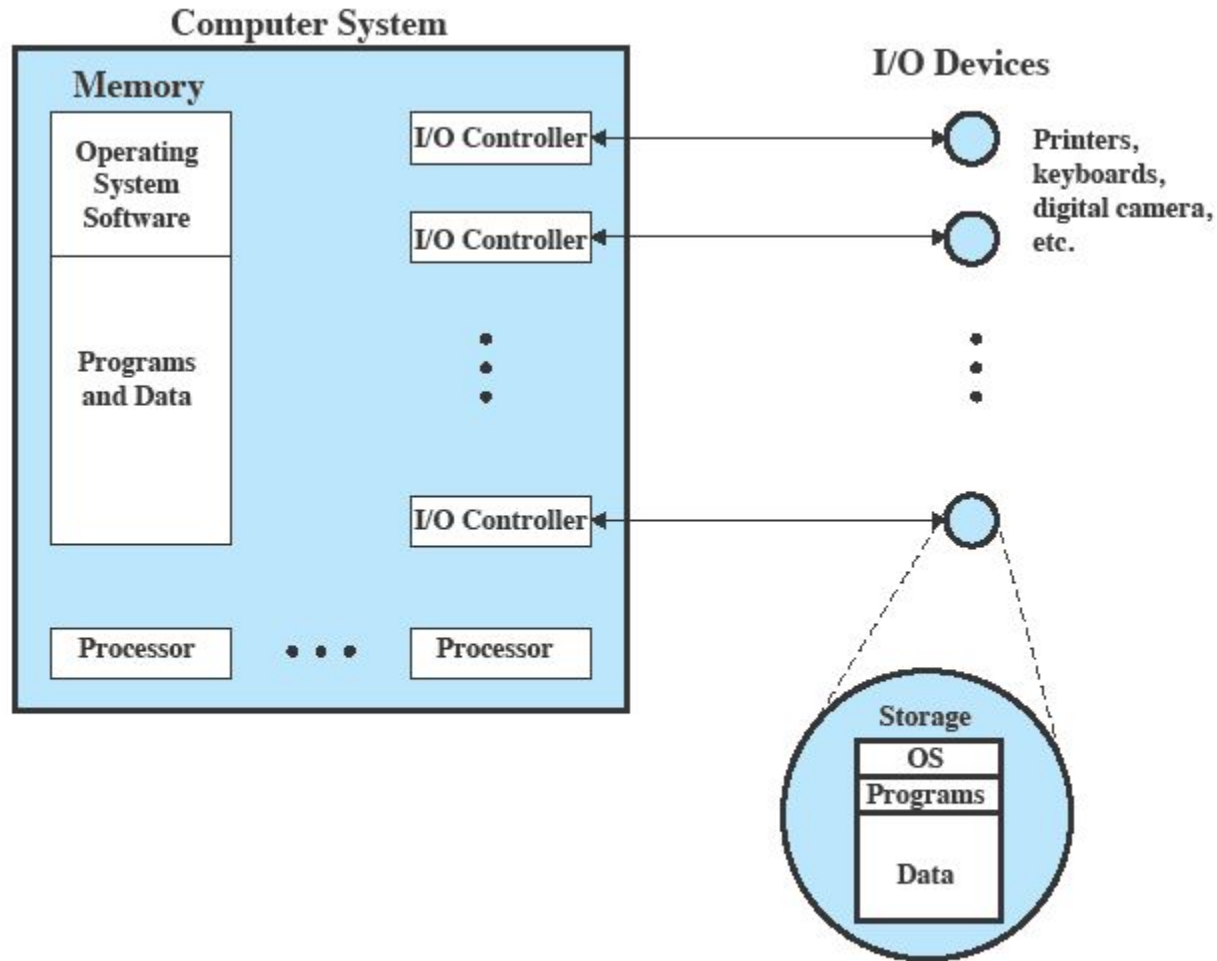 Computer System
I/O Devices
Memory
Operating
System
Software
Programs
and Data
I/O Controller
I/O Controller
I/O Controller
Printers,
keyboards,
digital camera,
etc.
Processor
Processor
Storage
OS
Programs
Data